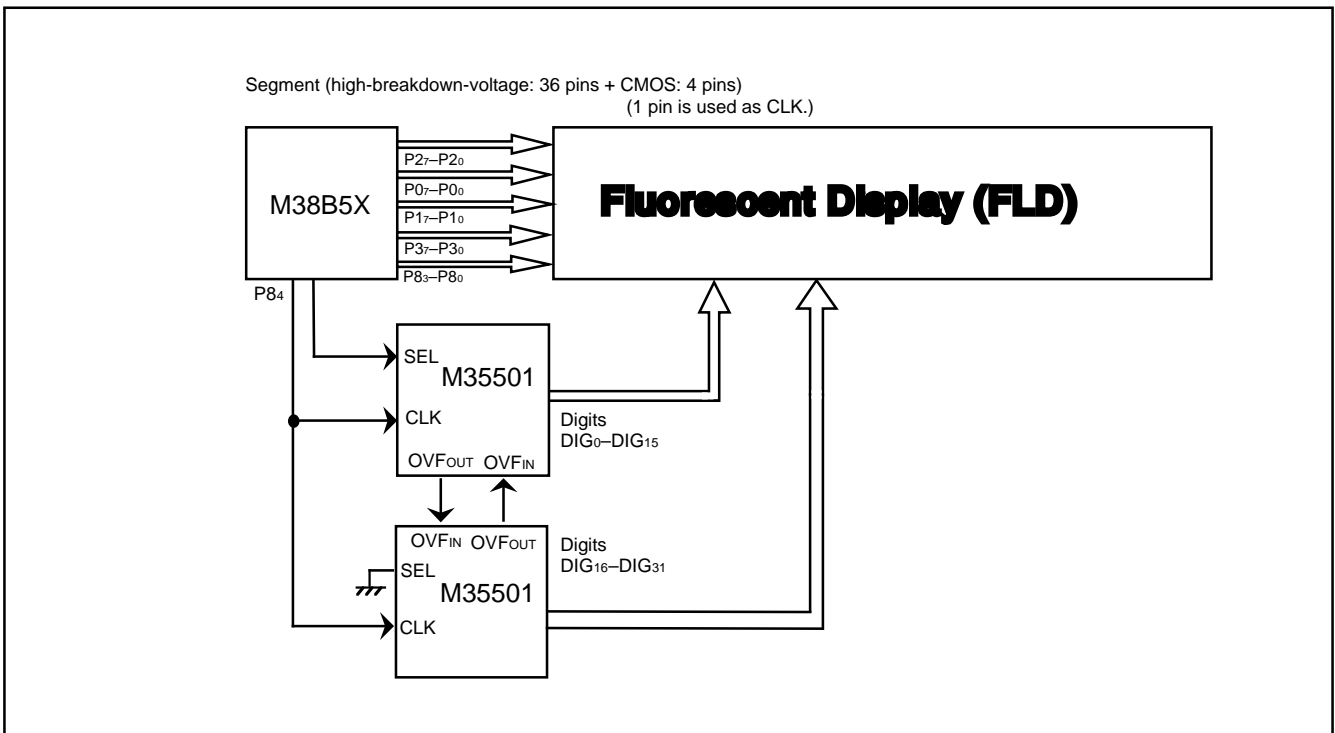 Segment (high-breakdown-voltage: 36 pins + CMOS: 4 pins)
(1 pin is used as CLK.)
M38B5X
P27–P20
P07–P00
P17–P10
P37–P30
P83–P80
Fluorescent Display (FLD)
P84
SEL
M35501
CLK
OVFOUT OVFIN
Digits
DIG0–DIG15
OVFIN OVFOUT
SEL
M35501
CLK
Digits
DIG16–DIG31